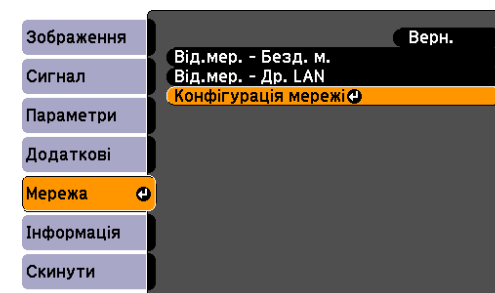 Зображення
Сигнал
Параметри
Додаткові
Мережа
Інформація
Скинути
Верн.
Від.мер. - Безд. м.
Від.мер. - Др. LAN
Конфігурація мережі